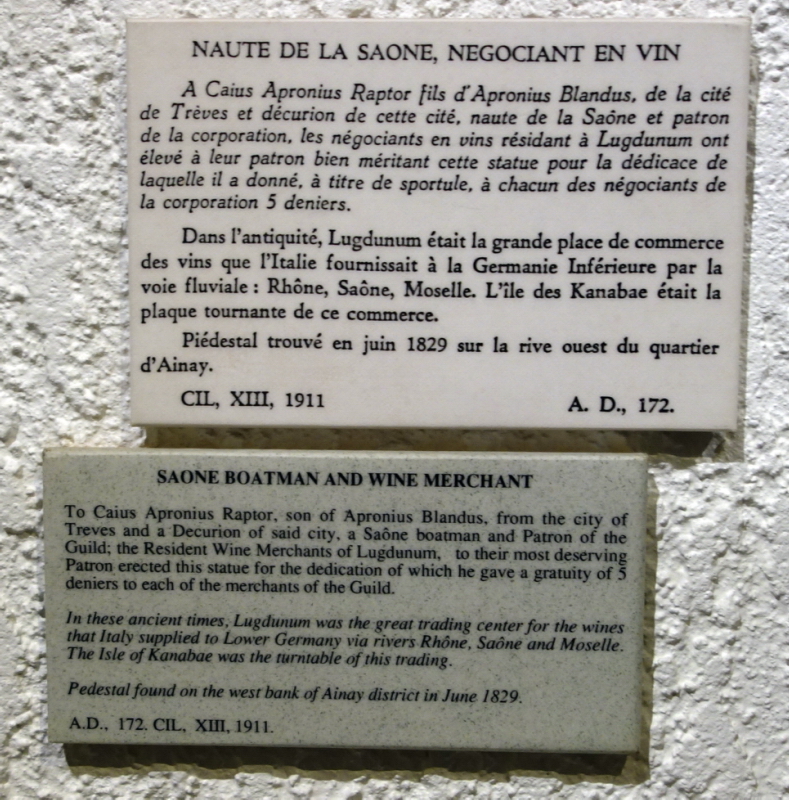 NAUTE DE LA SAONE, NEGOCIANT EN VIN
A Caius Apronius Raptor fils d'Apronius Blandus, de la cité
de Trèves et décurion de cette cité, naute de la Saône et patron
de la corporation, les négociants en vins résidant à Lugdunum ont
élevé à leur patron bien méritant cette statue pour la dédicace de
laquelle il a donné, à titre de sportule, à chacun des négociants de
la corporation 5 deniers.
Dans l'antiquité, Lugdunum était la grande place de commerce
des vins que l'Italie fournissait à la Germanie Inférieure par la
voie fluviale : Rhône, Saône, Moselle. L'île des Kanabae était la
plaque tournante de ce commerce.
Piédestal trouvé en juin 1829 sur la rive ouest du quartier
d'Ainay.
CIL, XIII, 1911 A. D., 172.
SAONE BOATMAN AND WINE MERCHANT
To Caius Apronius Raptor, son of Apronius Blandus, from the city of
Treves and a Decurion of said city, a Saône boatman and Patron of the
Guild; the Resident Wine Merchants of Lugdunum, to their most deserving
Patron erected this statue for the dedication of which he gave a gratuity of 5
deniers to each of the merchants of the Guild.
In these ancient times, Lugdunum was the great trading center for the wines
that Italy supplied to Lower Germany via rivers Rhône, Saône and Moselle.
The Isle of Kanabae was the turntable of this trading.
Pedestal found on the west bank of Ainay district in June 1829.
A.D., 172. CIL, XIII, 1911.